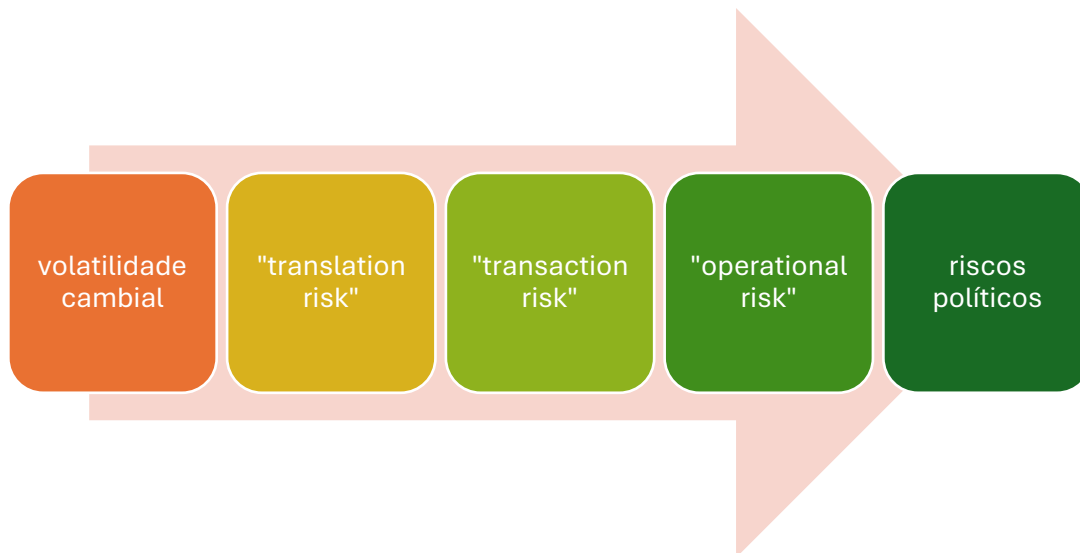 volatilidade
cambial
"translation
risk"
"transaction
risk"
"operational
risk"
riscos
políticos